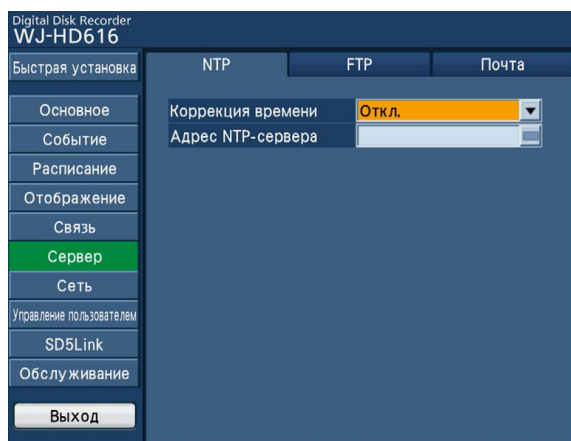 Digital Disk Recorder
WJ-HD616
Быстрая установка
NTP
FTP
Почта
Основное
Событие
Расписание
Отображение
Связь
Сервер
Сеть
Управление пользователем
SD5Link
Обслуживание
Выход
Коррекция времени
Откл.
Адрес NTP-сервера